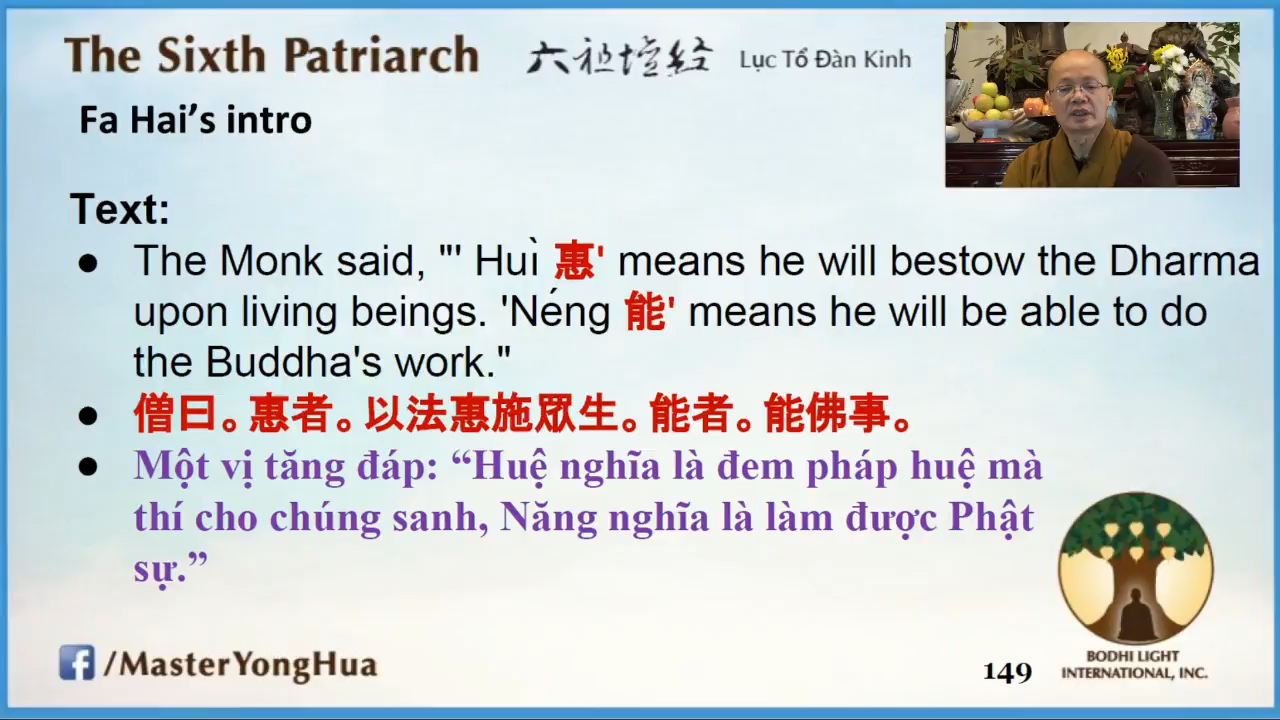 The Sixth Patriarch 六祖壇经 Lục Tổ Đàn Kinh
Fa Hai's intro
Text:
● The Monk said, "' Huì 惠' means he will bestow the Dharma
upon living beings. 'Néng 能' means he will be able to do
the Buddha's work."
● 僧曰。惠者。以法惠施眾生。能者。能佛事。
● Một vị tăng đáp: “Huệ nghĩa là đem pháp huệ mà
thí cho chúng sanh, Năng nghĩa là làm được Phật
sự.”
f/MasterYongHua
149
BODHI LIGHT
INTERNATIONAL, INC.